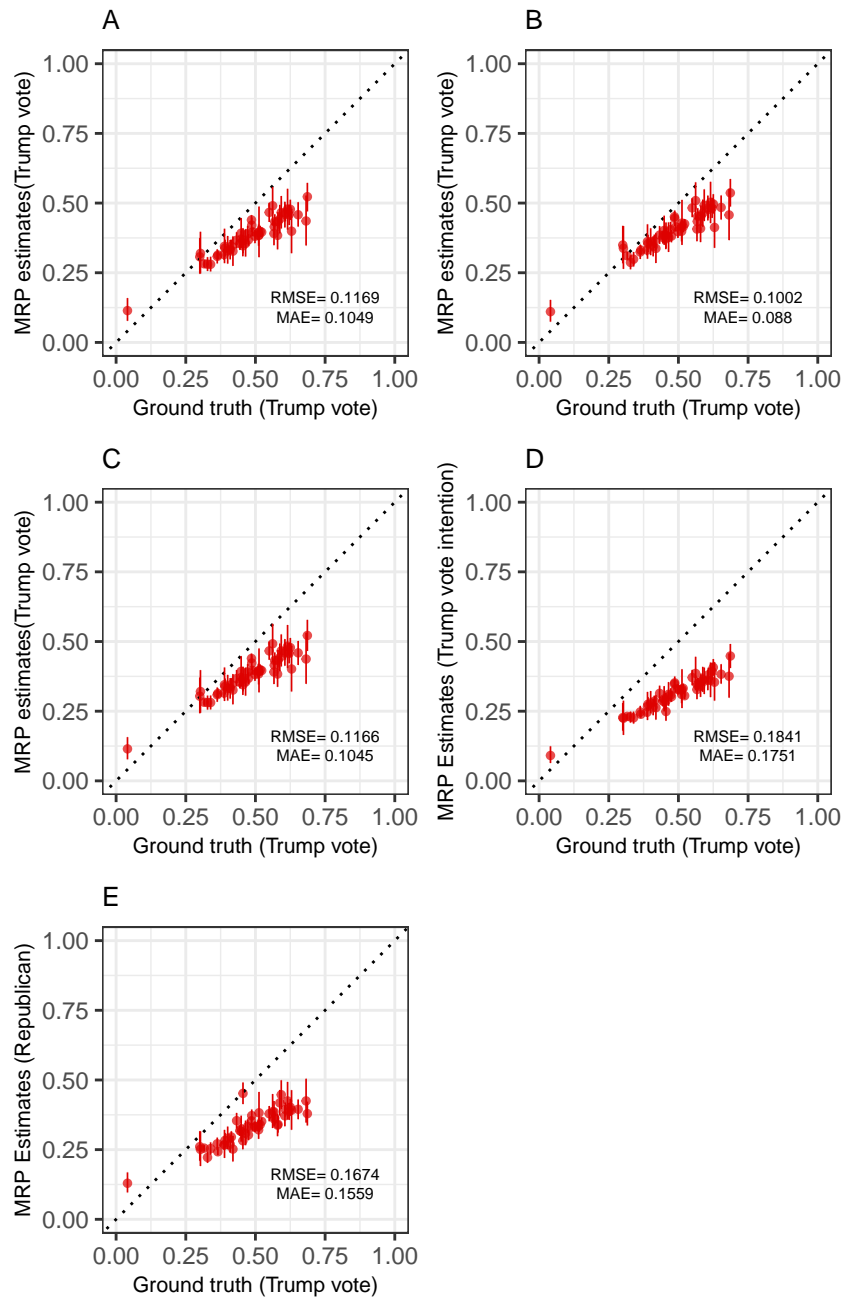 A
MRP estimates(Trump vote)
1.00
0.75
0.50
0.25
0.00
RMSE= 0.1169
MAE= 0.1049
0.00 0.25 0.50 0.75 1.00
Ground truth (Trump vote)
B
MRP estimates(Trump vote)
1.00
0.75
0.50
0.25
0.00
RMSE= 0.1002
MAE= 0.088
0.00 0.25 0.50 0.75 1.00
Ground truth (Trump vote)
C
MRP estimates(Trump vote)
1.00
0.75
0.50
0.25
0.00
RMSE= 0.1166
MAE= 0.1045
0.00 0.25 0.50 0.75 1.00
Ground truth (Trump vote)
D
MRP Estimates (Trump vote intention)
1.00
0.75
0.50
0.25
0.00
RMSE= 0.1841
MAE= 0.1751
0.00 0.25 0.50 0.75 1.00
Ground truth (Trump vote)
E
MRP Estimates (Republican)
1.00
0.75
0.50
0.25
0.00
RMSE= 0.1674
MAE= 0.1559
0.00 0.25 0.50 0.75 1.00
Ground truth (Trump vote)